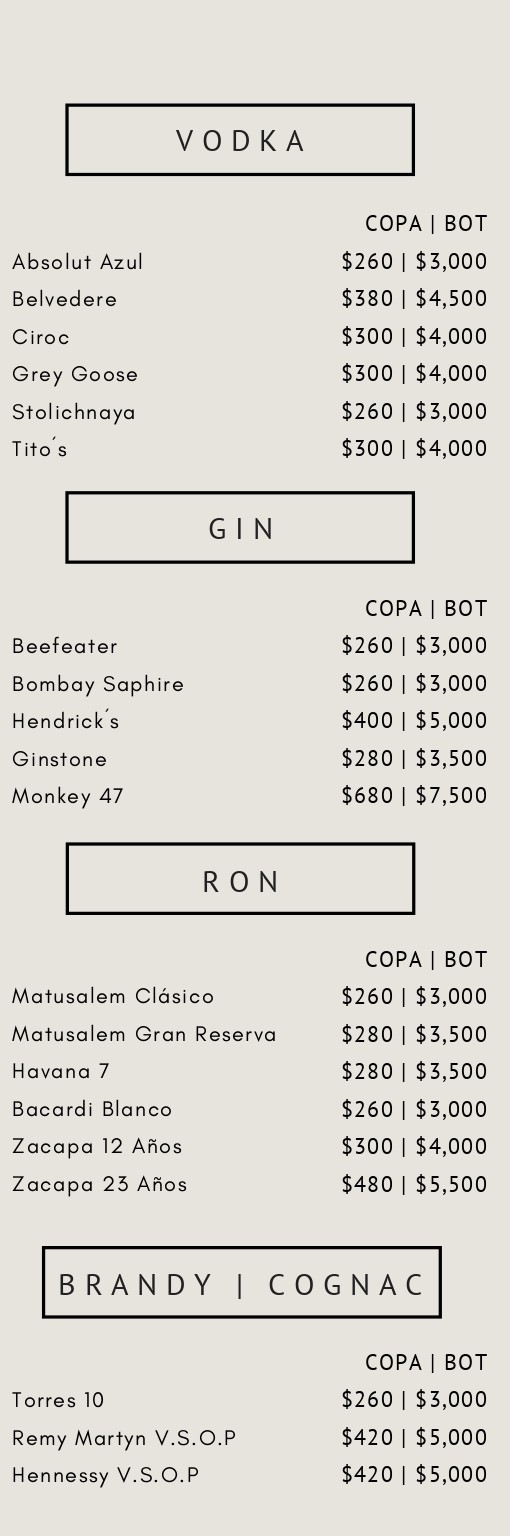 VODKA
COPA | BOT
Absolut Azul $260 | $3,000
Belvedere $380 | $4,500
Ciroc $300 | $4,000
Grey Goose $300 | $4,000
Stolichnaya $260 | $3,000
Tito´s $300 | $4,000
GIN
COPA | BOT
Beefeater $260 | $3,000
Bombay Saphire $260 | $3,000
Hendrick´s $400 | $5,000
Ginstone $280 | $3,500
Monkey 47 $680 | $7,500
RON
COPA | BOT
Matusalem Clásico $260 | $3,000
Matusalem Gran Reserva $280 | $3,500
Havana 7 $280 | $3,500
Bacardi Blanco $260 | $3,000
Zacapa 12 Años $300 | $4,000
Zacapa 23 Años $480 | $5,500
BRANDY | COGNAC
COPA | BOT
Torres 10 $260 | $3,000
Remy Martyn V.S.O.P $420 | $5,000
Hennessy V.S.O.P $420 | $5,000